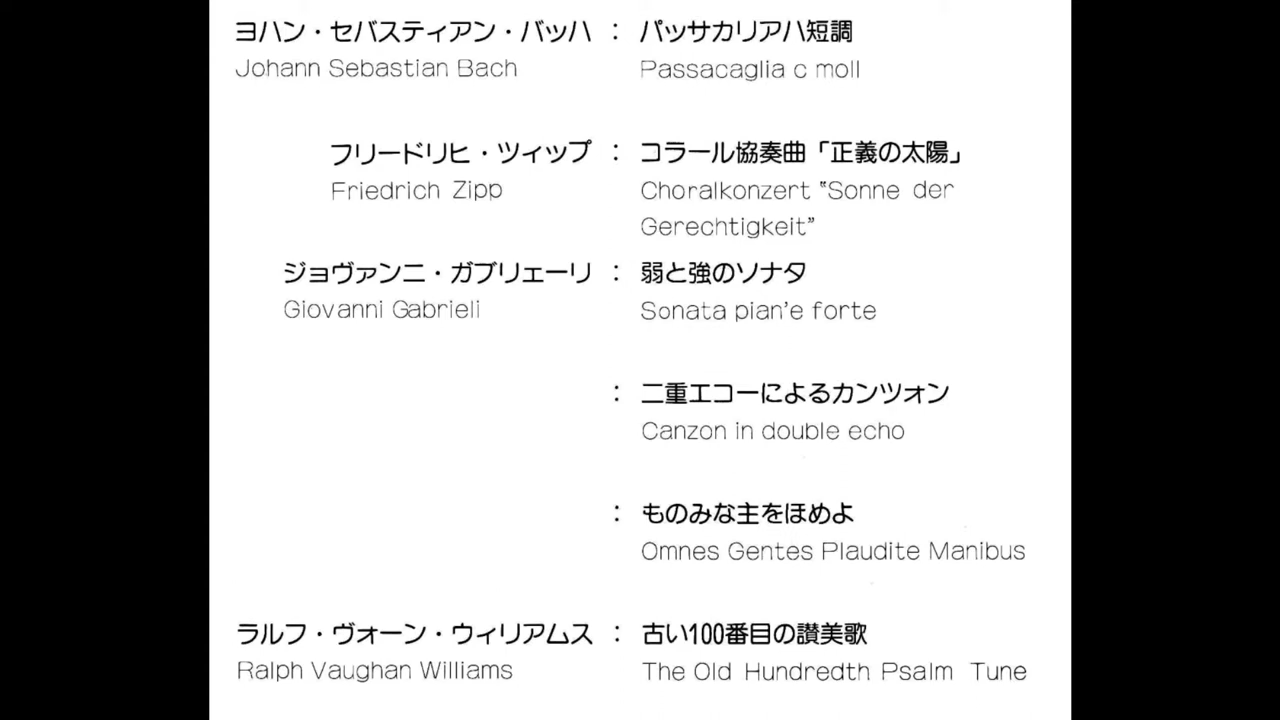 ヨハン・セバスティアン・バッハ : パッサカリアハ短調
Johann Sebastian Bach Passacaglia c moll
フリードリヒ・ツィップ : コラール協奏曲「正義の太陽」
Friedrich Zipp Choralkonzert "Sonne der
Gerechtigkeit"
ジョヴァンニ・ガブリェーリ : 弱と強のソナタ
Giovanni Gabrieli Sonata pian'e forte
: 二重エコーによるカンツォン
Canzon in double echo
: ものみな主をほめよ
Omnes Gentes Plaudite Manibus
ラルフ・ヴォーン・ウィリアムス : 古い100番目の讃美歌
Ralph Vaughan Williams The Old Hundredth Psalm Tune